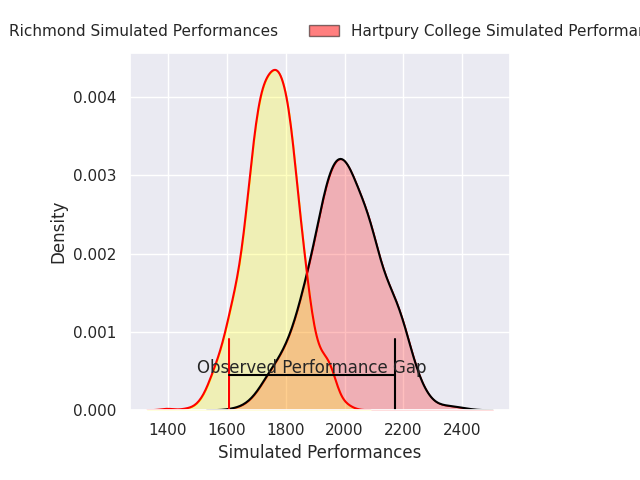 Richmond Simulated Performances
Hartpury College Simulated
0.004
0.003
0.002
0.001
0.000
Density
Observed Performance Gap
1400 1600 1800 2000 2200 2400
Simulated Performances